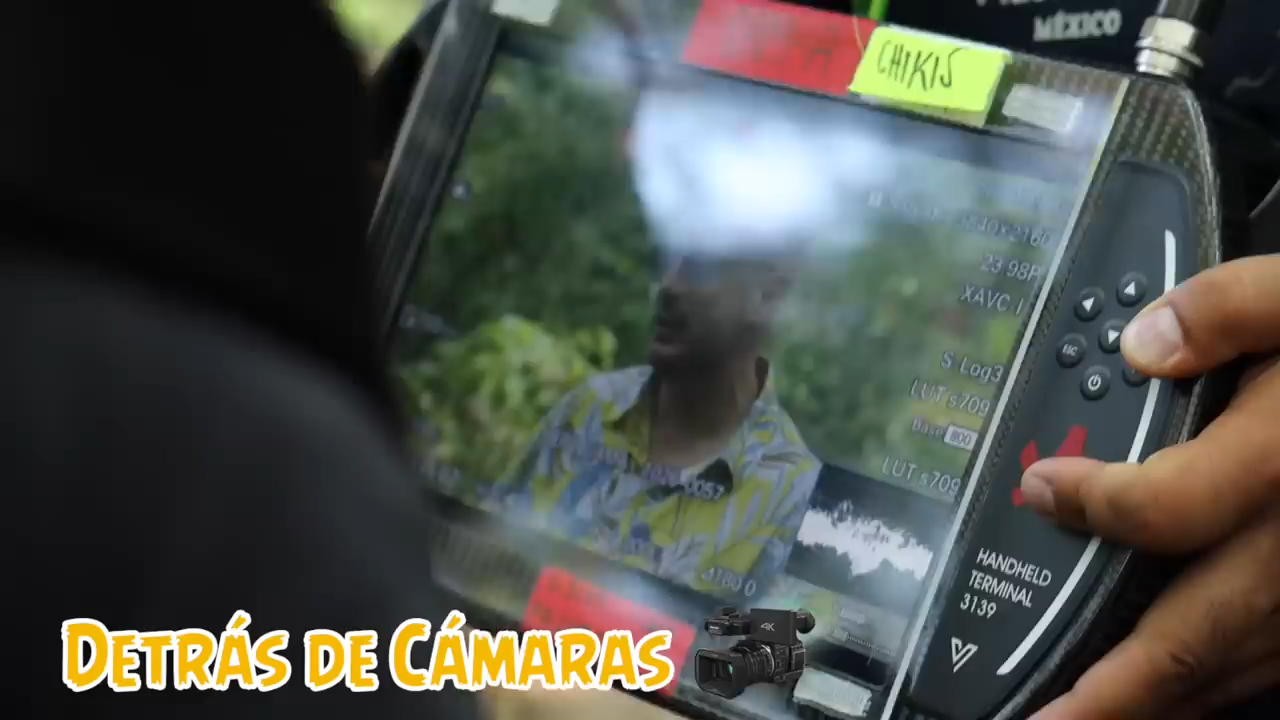 MÉXICO
CHIKIS
23.98P
XAVC I
S Log3
LUT s709
Base 800
LUT s709
ESC
HANDHELD
TERMINAL
3139
4K
DETRÁS DE CÁMARAS